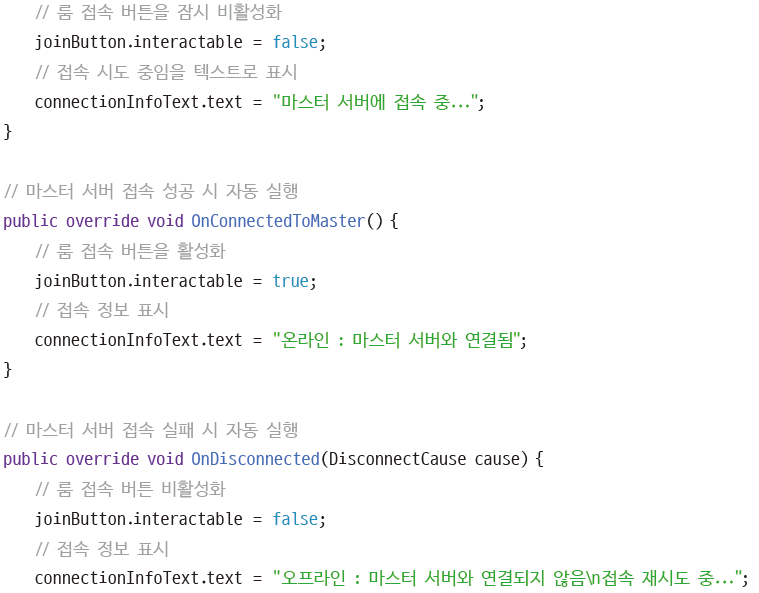 // 룸 접속 버튼을 잠시 비활성화
joinButton.interactable = false;
// 접속 시도 중임을 텍스트로 표시
connectionInfoText.text = "마스터 서버에 접속 중...";
}
// 마스터 서버 접속 성공 시 자동 실행
public override void OnConnectedToMaster() {
// 룸 접속 버튼을 활성화
joinButton.interactable = true;
// 접속 정보 표시
connectionInfoText.text = "온라인 : 마스터 서버와 연결됨";
}
// 마스터 서버 접속 실패 시 자동 실행
public override void OnDisconnected(DisconnectCause cause) {
// 룸 접속 버튼 비활성화
joinButton.interactable = false;
// 접속 정보 표시
connectionInfoText.text = "오프라인 : 마스터 서버와 연결되지 않음\n접속 재시도 중...";